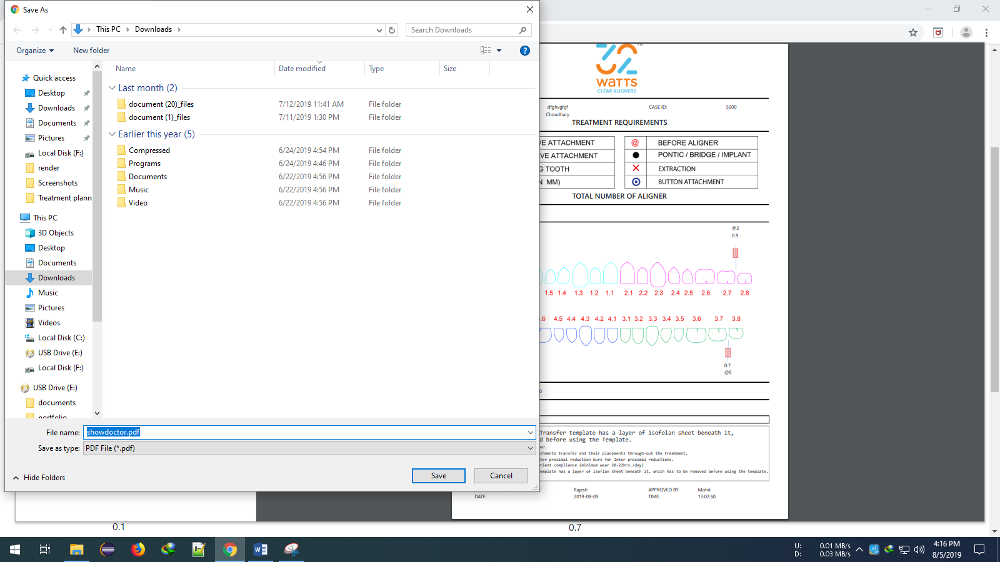 Save As
This PC
Downloads
Search Downloads
Organize
New folder
Name
Date modified
Type
Size
Quick access
Desktop
Downloads
Documents
Pictures
Local Disk (F:)
render
Screenshots
Treatment plann
This PC
3D Objects
Desktop
Documents
Downloads
Music
Pictures
Videos
Local Disk (C:)
USB Drive (E:)
Local Disk (F:)
USB Drive (E:)
documents
portfolio
Last month (2)
document (20)_files 7/12/2019 11:41 AM File folder
document (1)_files 7/11/2019 1:30 PM File folder
Earlier this year (5)
Compressed 6/24/2019 4:54 PM File folder
Programs 6/24/2019 4:46 PM File folder
Documents 6/22/2019 4:56 PM File folder
Music 6/22/2019 4:56 PM File folder
Video 6/22/2019 4:56 PM File folder
File name: showdoctor.pdf
Save as type: PDF File (*.pdf)
Hide Folders
Save
Cancel
32
WATTS
CLEAR ALIGNERS
TM
dfghvghjf CASE ID: 5000
Choudhary
TREATMENT REQUIREMENTS
VE ATTACHMENT @ BEFORE ALIGNER
VE ATTACHMENT PONTIC / BRIDGE / IMPLANT
G TOOTH EXTRACTION
N MM) BUTTON ATTACHMENT
TOTAL NUMBER OF ALIGNER
@2
0.9
1.5 1.4 1.3 1.2 1.1 2.1 2.2 2.3 2.4 2.5 2.6 2.7 2.8
.6 4.5 4.4 4.3 4.2 4.1 3.1 3.2 3.3 3.4 3.5 3.6 3.7 3.8
0.7
@5
0
Transfer template has a layer of isofolan sheet beneath it,
d before using the Template.
ed.
chments transfer and their placements through-out the treatment.
ter proximal reduction burs for Inter proximal reductions.
tient compliance (minimum wear 20-22hrs./day)
emplate has a layer of isoflan sheet beneath it, which has to be removed before using the template.
: Rajesh APPROVED BY: Mohit
DATE: 2019-08-05 TIME: 13:02:50
0.1 0.7
U: 0.01 MB/s
D: 0.03 MB/s
4:16 PM
8/5/2019